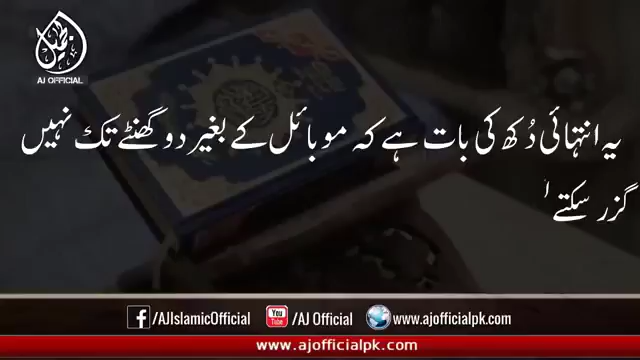 AJ OFFICIAL
یہ انتہائی دُکھ کی بات ہے کہ موبائل کے بغیر دو گھنٹے تک نہیں
گزر سکتے
/AJIslamicOfficial /AJ Official www.ajofficialpk.com
www.ajofficialpk.com